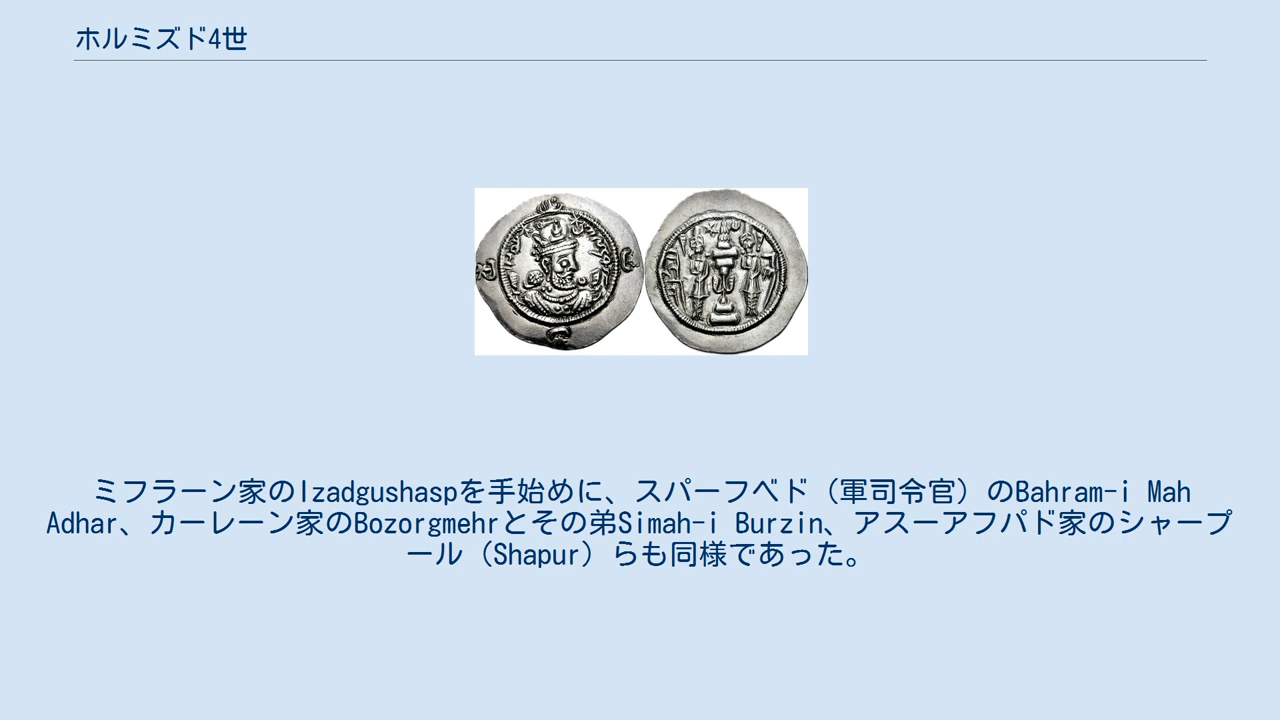 ホルミズド4世
ミフラーン家のIzadgushaspを手始めに、スパーフベド（軍司令官）のBahram-i Mah
Adhar、カーレーン家のBozorgmehrとその弟Simah-i Burzin、アスーアフパド家のシャープ
ール（Shapur）らも同様であった。